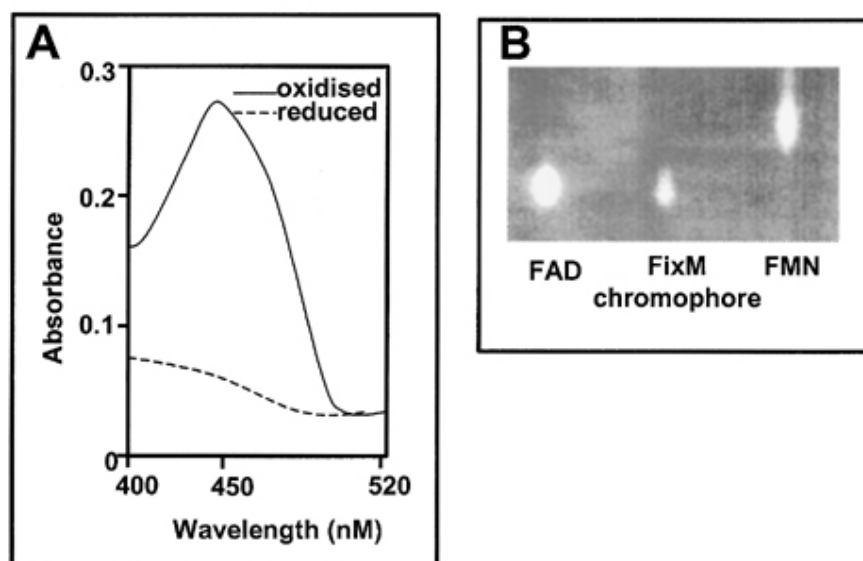 A
0.3
oxidised
reduced
0.2
0.1
0
Absorbance
400
450
520
Wavelength (nM)
B
FAD
FixM
FMN
chromophore